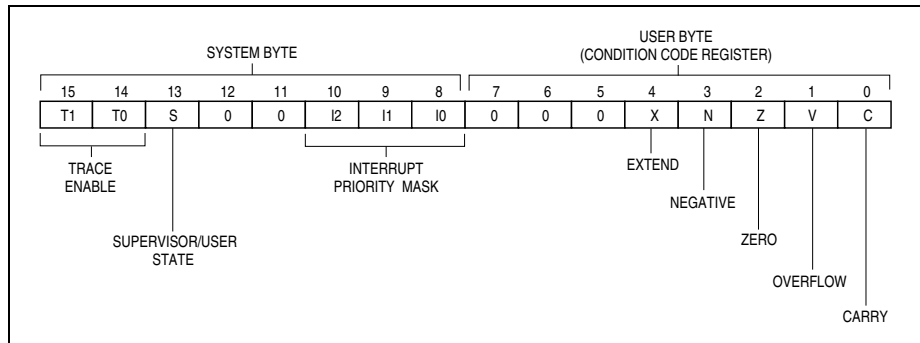 USER BYTE
SYSTEM BYTE (CONDITION CODE REGISTER)
15 14 13 12 11 10 9 8 7 6 5 4 3 2 1 0
T1 T0 S 0 0 I2 I1 I0 0 0 0 X N Z V C
TRACE INTERRUPT EXTEND
ENABLE PRIORITY MASK
NEGATIVE
SUPERVISOR/USER ZERO
STATE
OVERFLOW
CARRY